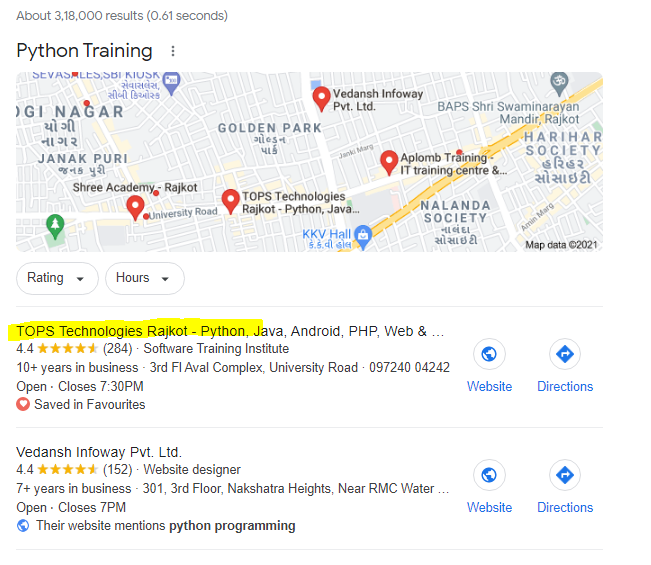 About 3,18,000 results (0.61 seconds)
Python Training
SEVASALES,SBI KIOSK
સેવાસલેસ,
સીબી કિઓસ્ક
OGI NAGAR
યોગી
નગર
JANAK PURI
જનક પુરી
GOLDEN PARK
ગોલ્ડન
પાર્ક
Vedansh Infoway
Pvt. Ltd.
BAPS Shri Swaminarayan
Mandir, Rajkot
HARIHAR
SOCIETY
હરિહર
સોસાઇટી
Janki Marg
Aplomb Training -
IT training centre &...
Shree Academy - Rajkot
TOPS Technologies
Rajkot - Python, Java...
University Road
NALANDA
SOCIETY
નાલંદા
સોસાઇટી
Amin Marg
KKV Hall
કે.કે.વી હોલ
Map data ©2021
Rating
Hours
TOPS Technologies Rajkot - Python, Java, Android, PHP, Web & ...
4.4 (284) · Software Training Institute
10+ years in business · 3rd Fl Aval Complex, University Road · 097240 04242
Open · Closes 7:30PM
Saved in Favourites
Website
Directions
Vedansh Infoway Pvt. Ltd.
4.4 (152) · Website designer
7+ years in business · 301, 3rd Floor, Nakshatra Heights, Near RMC Water ...
Open · Closes 7PM
Their website mentions python programming
Website
Directions